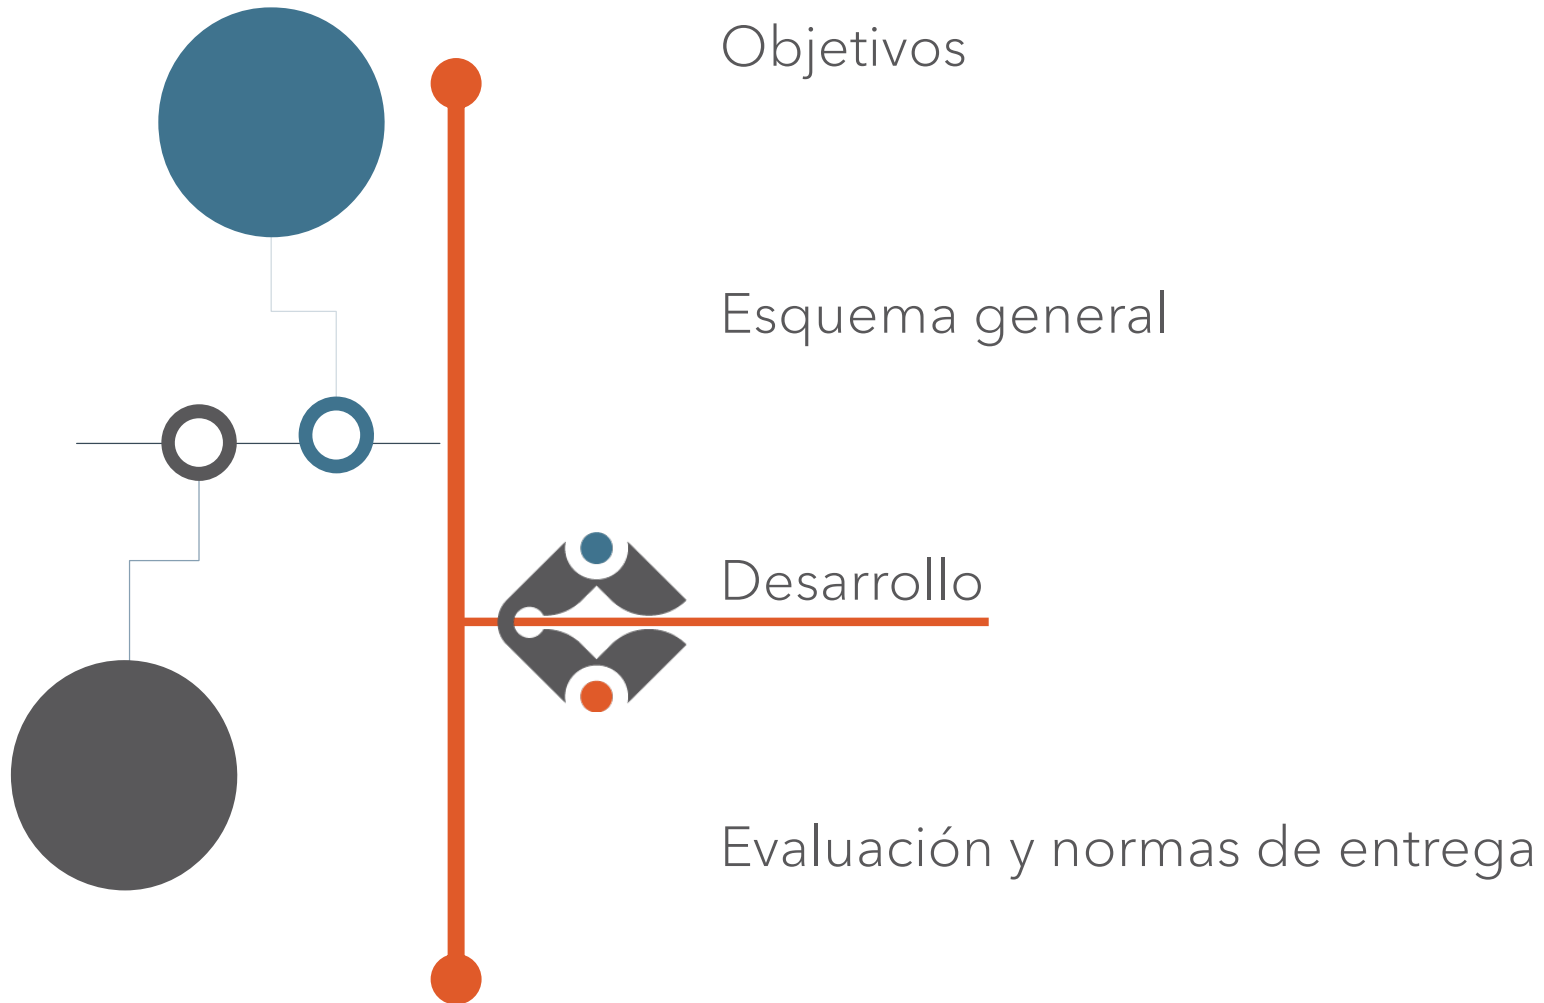 Objetivos
Esquema general
Desarrollo
Evaluación y normas de entrega